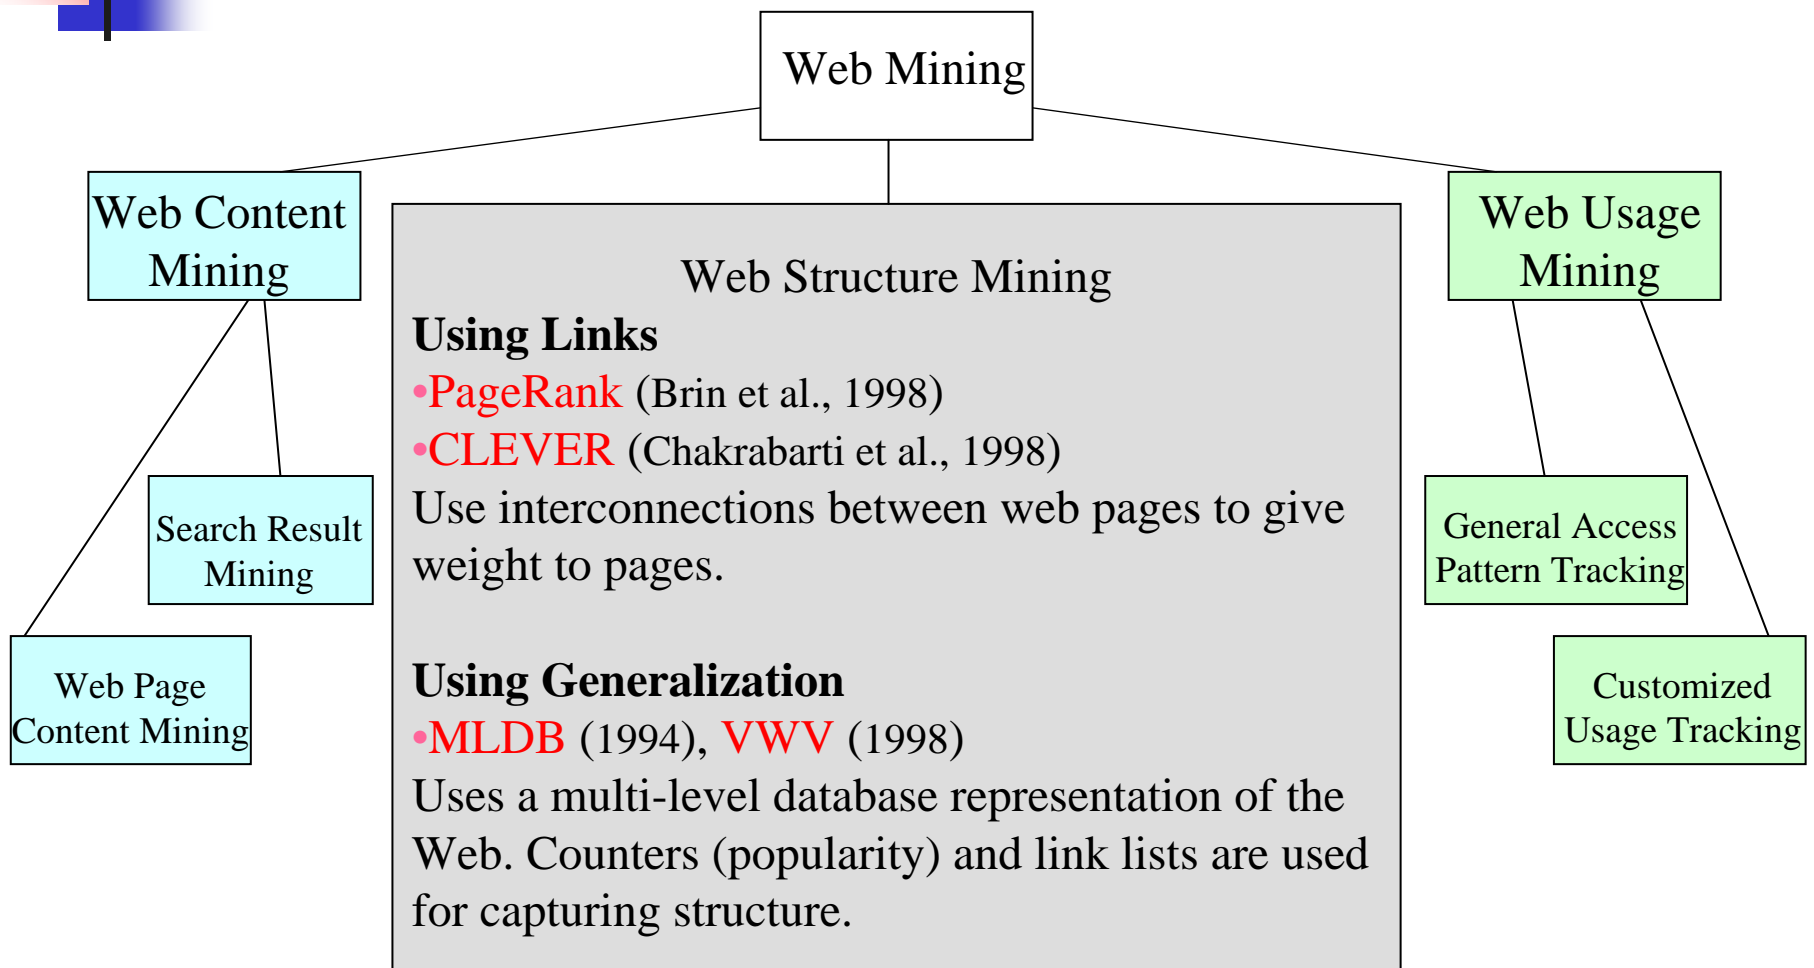 Web Mining
Web Content
Mining
Web Usage
Mining
Web Structure Mining
Using Links
•PageRank (Brin et al., 1998)
•CLEVER (Chakrabarti et al., 1998)
Use interconnections between web pages to give
weight to pages.
Using Generalization
•MLDB (1994), VWV (1998)
Uses a multi-level database representation of the
Web. Counters (popularity) and link lists are used
for capturing structure.
Search Result
Mining
Web Page
Content Mining
General Access
Pattern Tracking
Customized
Usage Tracking